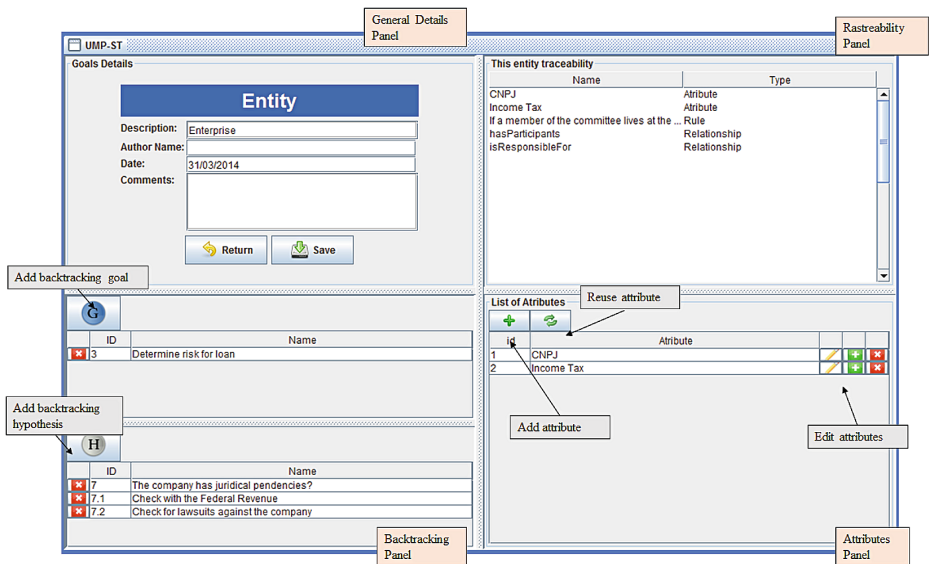 General Details
Panel
Rastreability
Panel
UMP-ST
Goals Details
Entity
Description: Enterprise
Author Name:
Date: 31/03/2014
Comments:
Return Save
This entity traceability
Name Type
CNPJ Atribute
Income Tax Atribute
If a member of the committee lives at the ... Rule
hasParticipants Relationship
isResponsibleFor Relationship
Add backtracking goal
G
ID Name
3 Determine risk for loan
Add backtracking
hypothesis
H
ID Name
7 The company has juridical pendencies?
7.1 Check with the Federal Revenue
7.2 Check for lawsuits against the company
Backtracking
Panel
List of Atributes
Reuse attribute
id Atribute
1 CNPJ
2 Income Tax
Add attribute
Edit attributes
Attributes
Panel